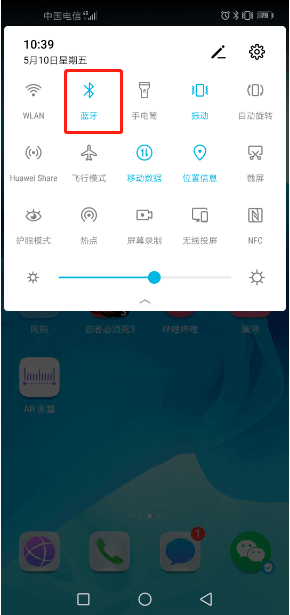 中国电信
10:39
5月10日星期五
WLAN
蓝牙
手电筒
振动
自动旋转
Huawei Share
飞行模式
移动数据
位置信息
截屏
护眼模式
热点
屏幕录制
无线投屏
NFC
忍者必须死3
哔哩哔哩
AR 测量
1